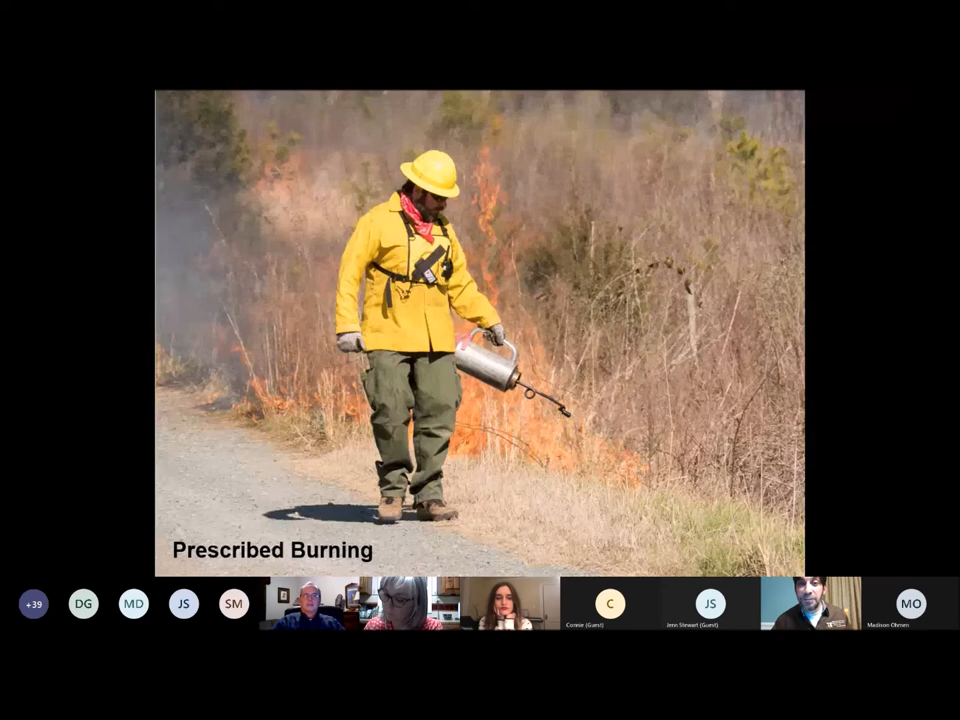 Prescribed Burning
+39
DG
MD
JS
SM
C
JS
MO
Connie (Guest)
Jenn Stewart (Guest)
Madison Ohmen